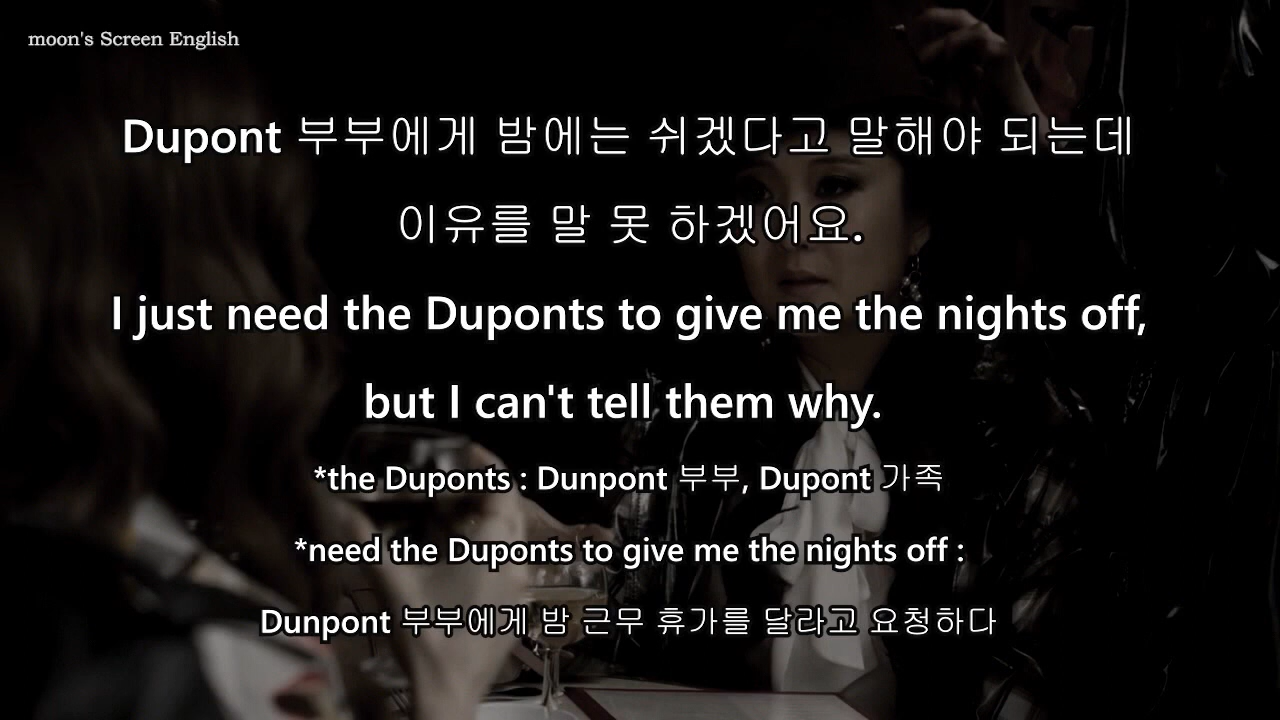 moon's Screen English
Dupont 부부에게 밤에는 쉬겠다고 말해야 되는데
이유를 말 못 하겠어요.
I just need the Duponts to give me the nights off,
but I can't tell them why.
*the Duponts : Dunpont 부부, Dupont 가족
*need the Duponts to give me the nights off :
Dunpont 부부에게 밤 근무 휴가를 달라고 요청하다